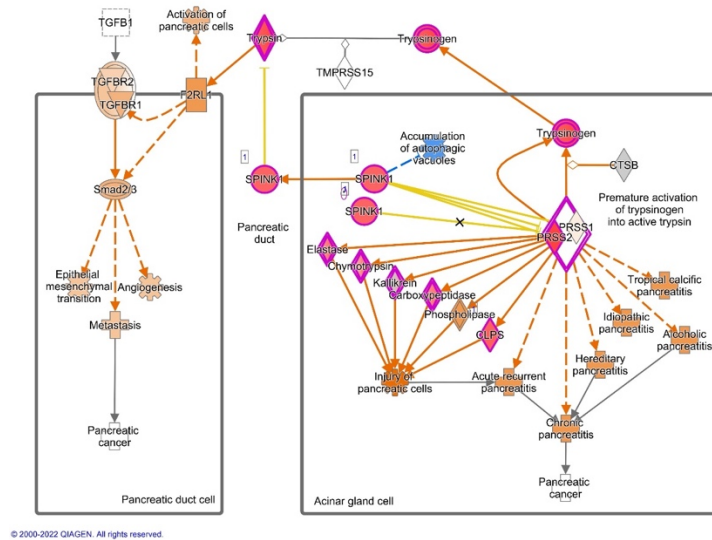 TGFB1
Activation of
pancreatic cells
Trypsin
Trypsinogen
TMPRSS15
TGFBR2
TGFBR1
F2RL1
Smad2/3
Epithelial
mesenchymal
transition
Angiogenesis
Metastasis
Pancreatic
cancer
Pancreatic duct cell
1
SPINK1
Pancreatic
duct
1
SPINK1
SPINK1
Accumulation
of autophagic
vacuoles
Trypsinogen
CTSB
Premature activation
of trypsinogen
into active trypsin
PRSS1
PRSS2
Elastase
Chymotrypsin
Kallikrein
Carboxypeptidase
Phospholipase
CLPS
Tropical calcific
pancreatitis
Idiopathic
pancreatitis
Alcoholic
pancreatitis
Hereditary
pancreatitis
Injury of
pancreatic cells
Acute recurrent
pancreatitis
Chronic
pancreatitis
Pancreatic
cancer
Acinar gland cell
© 2000-2022 QIAGEN. All rights reserved.